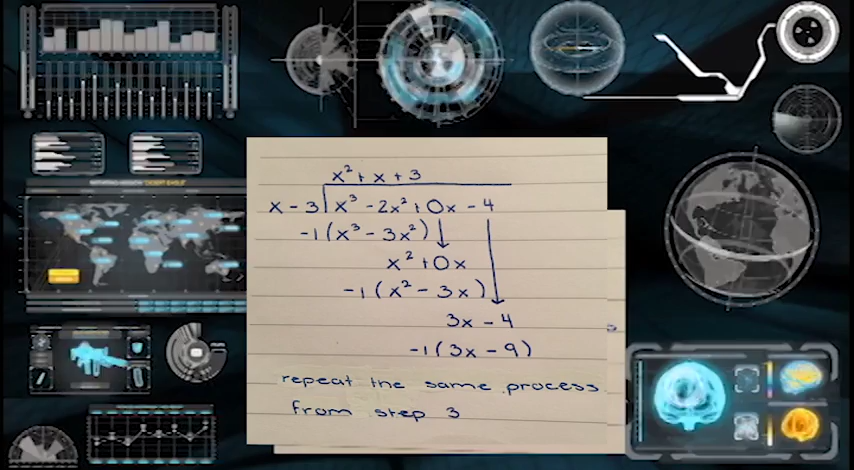 x² + x + 3
x - 3 x³ - 2x² + 0x - 4
-1(x³ - 3x²)
x² + 0x
-1(x² - 3x)
3x - 4
-1(3x - 9)
repeat the same process
from step 3